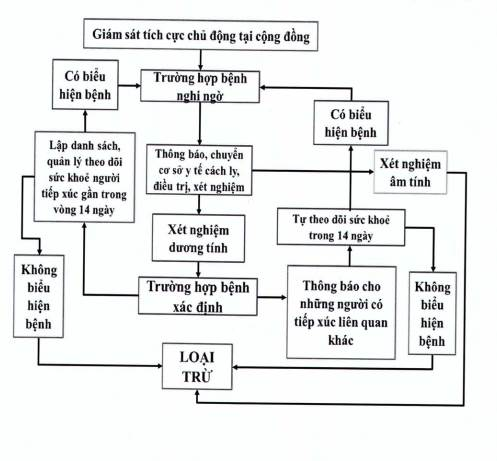 Giám sát tích cực chủ động tại cộng đồng
Có biểu
hiện bệnh
Trường hợp bệnh
nghi ngờ
Có biểu
hiện bệnh
Lập danh sách,
quản lý theo dõi
sức khoẻ người
tiếp xúc gần trong
vòng 14 ngày
Thông báo, chuyển
cơ sở y tế cách ly,
điều trị, xét nghiệm
Xét nghiệm
âm tính
Xét nghiệm
dương tính
Tự theo dõi sức khoẻ
trong 14 ngày
Không
biểu
hiện
bệnh
Trường hợp bệnh
xác định
Thông báo cho
những người có
tiếp xúc liên quan
khác
Không
biểu
hiện
bệnh
LOẠI
TRỪ